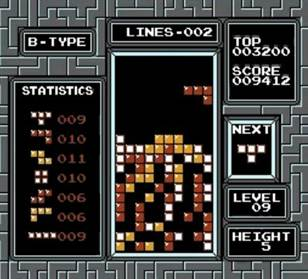 B-TYPE
LINES-002
TOP
003200
SCORE
009412
STATISTICS
009
010
011
010
006
006
009
NEXT
LEVEL
09
HEIGHT
5